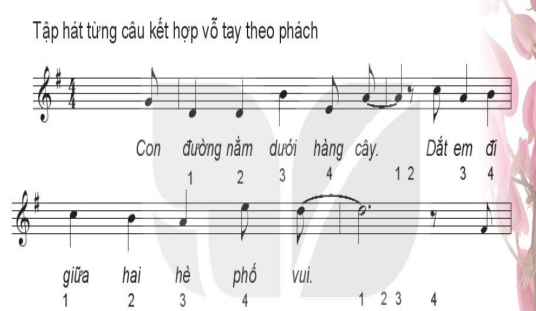 Tập hát từng câu kết hợp vỗ tay theo phách
4 4
Con đường nằm dưới hàng cây. Dắt em đi
1 2 3 4 1 2 3 4
giữa hai hè phố vui.
1 2 3 4 1 2 3 4